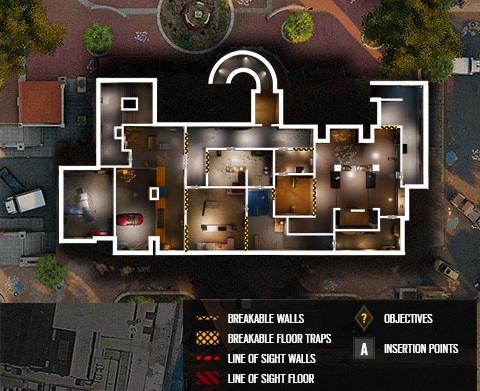 BREAKABLE WALLS
BREAKABLE FLOOR TRAPS
LINE OF SIGHT WALLS
LINE OF SIGHT FLOOR
? OBJECTIVES
A INSERTION POINTS